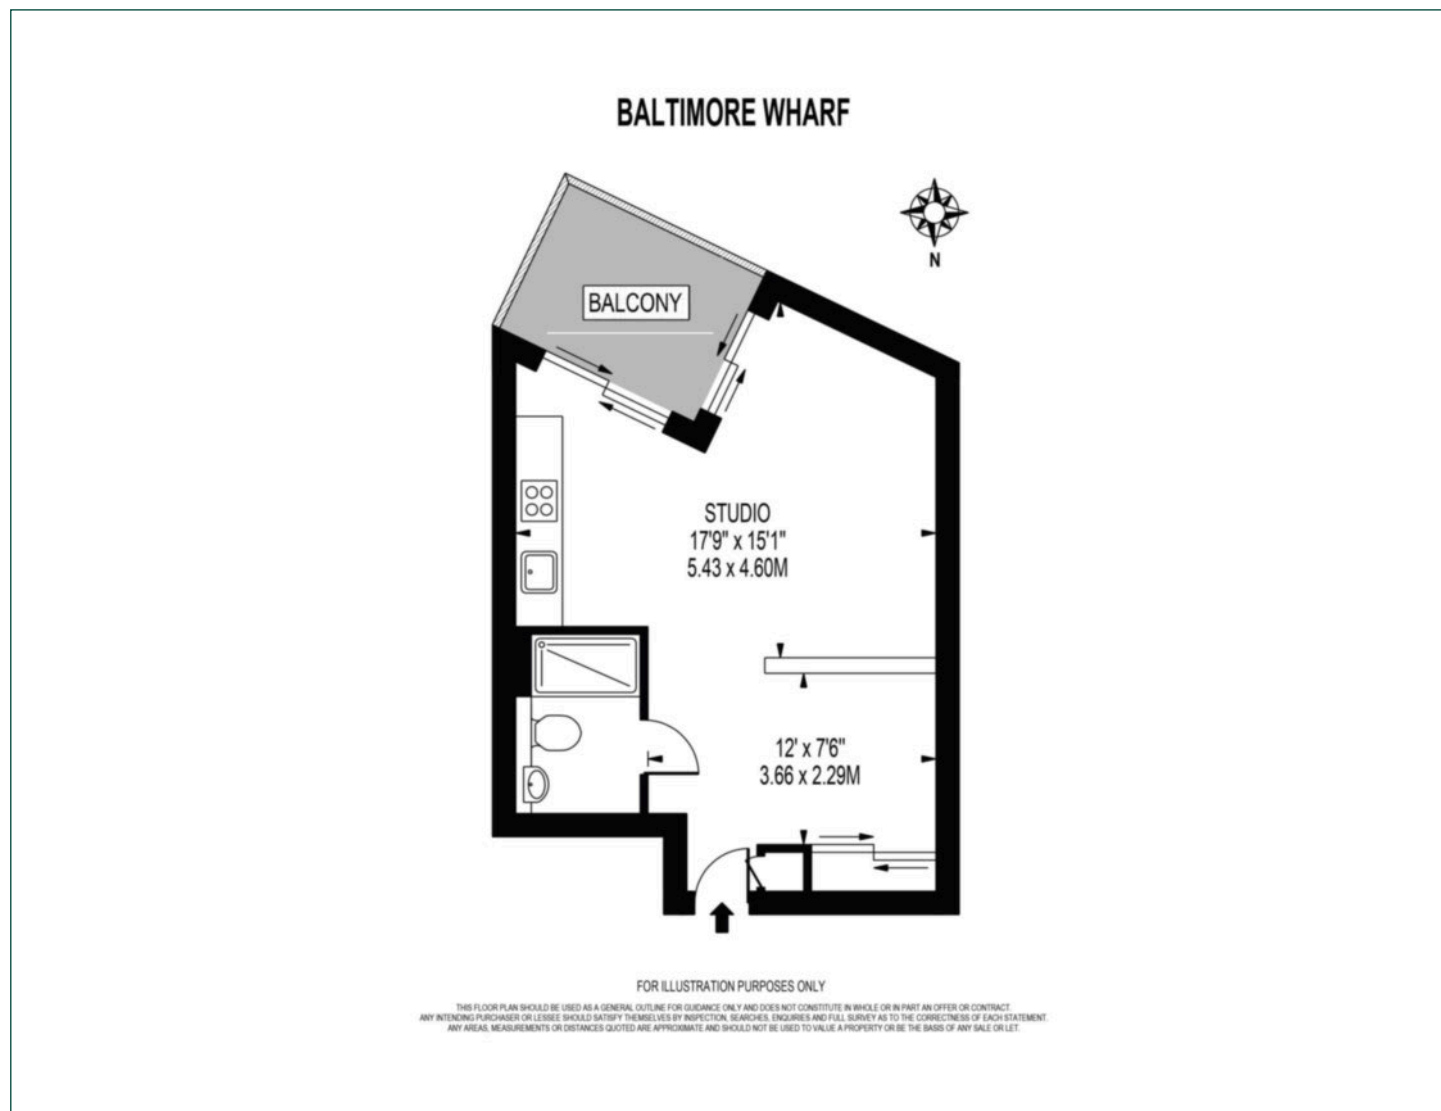 BALTIMORE WHARF
N
BALCONY
STUDIO
17'9" x 15'1"
5.43 x 4.60M
12' x 7'6"
3.66 x 2.29M
FOR ILLUSTRATION PURPOSES ONLY
THIS FLOOR PLAN SHOULD BE USED AS A GENERAL OUTLINE FOR GUIDANCE ONLY AND DOES NOT CONSTITUTE IN WHOLE OR IN PART AN OFFER OR CONTRACT.
ANY INTENDING PURCHASER OR LESSEE SHOULD SATISFY THEMSELVES BY INSPECTION, SEARCHES, ENQUIRIES AND FULL SURVEY AS TO THE CORRECTNESS OF EACH STATEMENT.
ANY AREAS, MEASUREMENTS OR DISTANCES QUOTED ARE APPROXIMATE AND SHOULD NOT BE USED TO VALUE A PROPERTY OR BE THE BASIS OF ANY SALE OR LET.